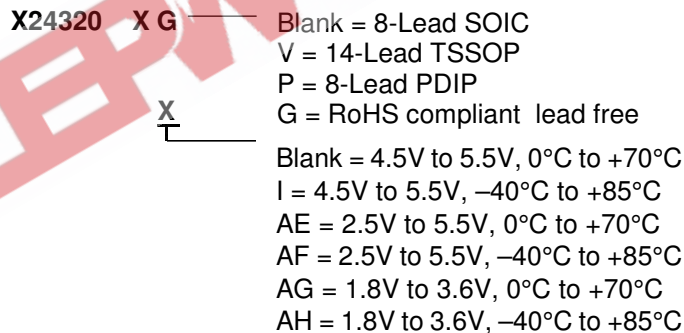 X24320 X G Blank = 8-Lead SOIC
V = 14-Lead TSSOP
P = 8-Lead PDIP
G = RoHS compliant lead free
X
Blank = 4.5V to 5.5V, 0°C to +70°C
I = 4.5V to 5.5V, –40°C to +85°C
AE = 2.5V to 5.5V, 0°C to +70°C
AF = 2.5V to 5.5V, –40°C to +85°C
AG = 1.8V to 3.6V, 0°C to +70°C
AH = 1.8V to 3.6V, –40°C to +85°C